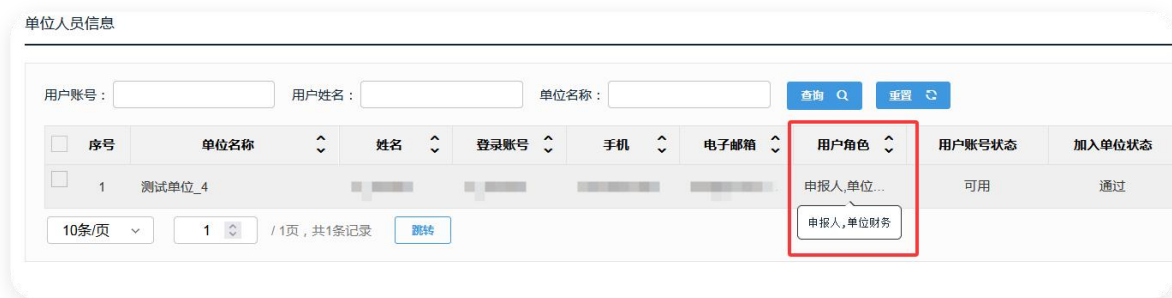 单位人员信息
用户账号： 用户姓名： 单位名称： 查询 重置
序号 单位名称 姓名 登录账号 手机 电子邮箱 用户角色 用户账号状态 加入单位状态
1 测试单位_4 申报人,单位... 可用 通过
申报人,单位财务
10条/页 1 / 1页，共1条记录 跳转